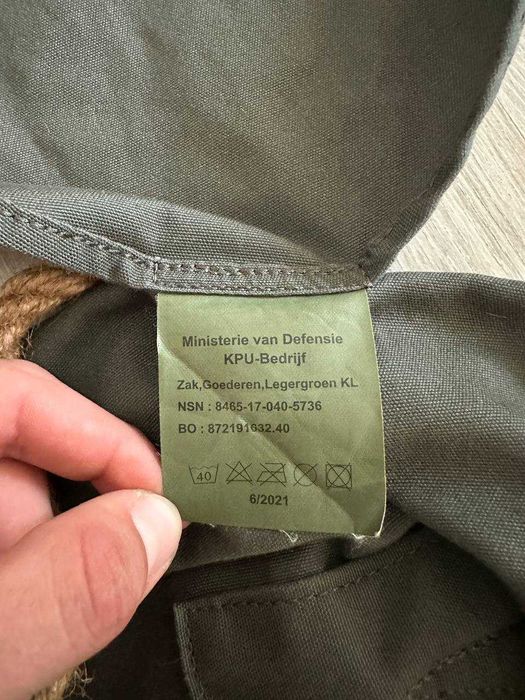 Ministerie van Defensie
KPU-Bedrijf
Zak,Goederen,Legergroen KL
NSN : 8465-17-040-5736
BO : 872191632.40
40
6/2021